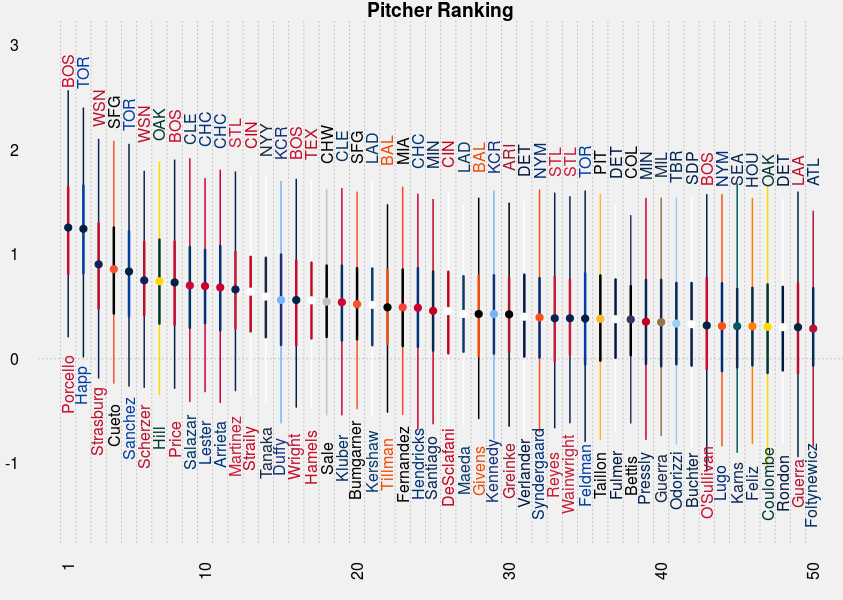 Pitcher Ranking
3
2
1
0
-1
BOS TOR WSN SFG TOR WSN OAK BOS CLE CHC CHC STL CIN NYY KCR BOS TEX CHW CLE SFG LAD BAL MIA CHC MIN CIN LAD BAL KCR ARI DET NYM STL STL TOR PIT DET COL MIN MIL TBR SDP BOS NYM SEA HOU OAK DET LAA ATL
Porcello Happ Strasburg Cueto Sanchez Scherzer Hill Price Salazar Lester Arrieta Martinez Straily Tanaka Duffy Wright Hamels Sale Kluber Bumgarner Kershaw Tillman Fernandez Hendricks Santiago DeSclafani Maeda Givens Kennedy Greinke Verlander Syndergaard Reyes Wainwright Feldman Taillon Fulmer Bettis Pressly Guerra Odorizzi Buchter O'Sullivan Lugo Karns Feliz Coulombe Rondon Guerra Foltynewicz
1 10 20 30 40 50